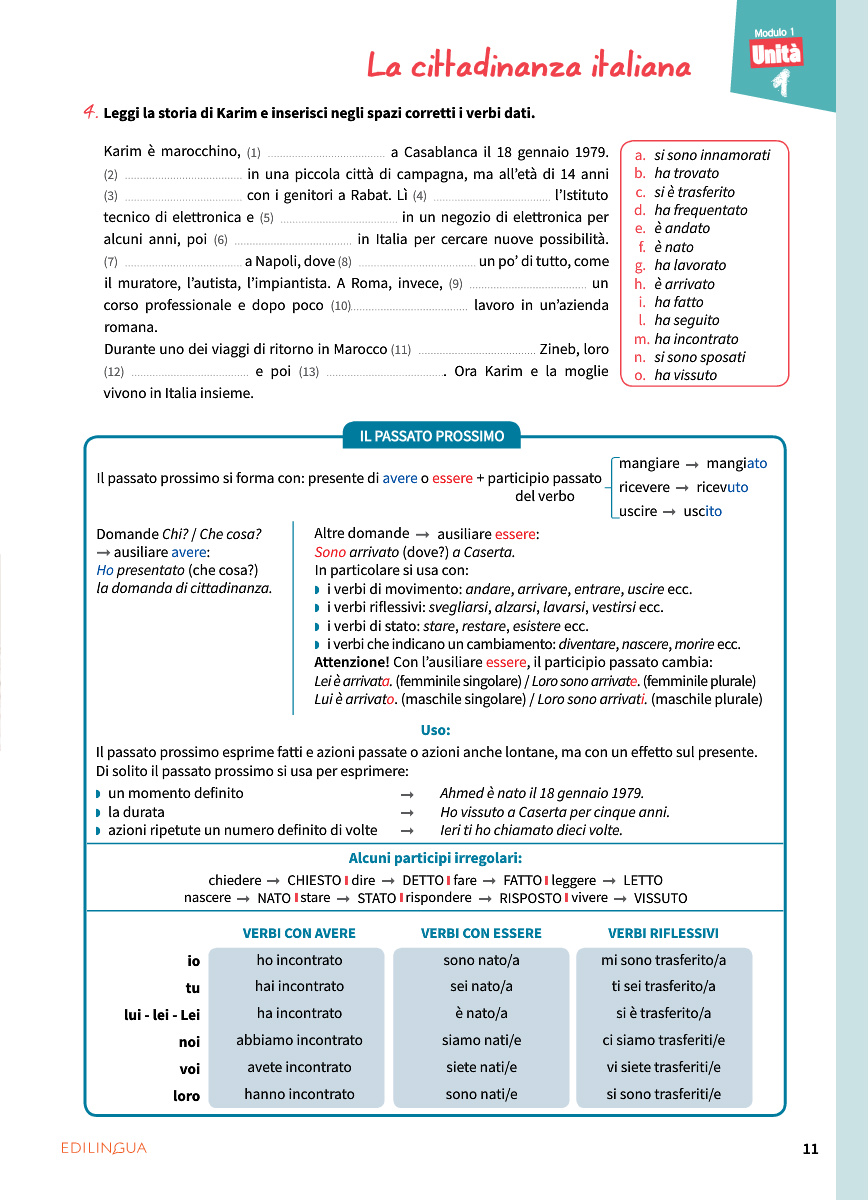 Modulo 1
Unità
1
La cittadinanza italiana
4. Leggi la storia di Karim e inserisci negli spazi corretti i verbi dati.
Karim è marocchino, (1) ................................... a Casablanca il 18 gennaio 1979.
(2) ................................... in una piccola città di campagna, ma all'età di 14 anni
(3) ................................... con i genitori a Rabat. Lì (4) ................................... l'Istituto
tecnico di elettronica e (5) ................................... in un negozio di elettronica per
alcuni anni, poi (6) ................................... in Italia per cercare nuove possibilità.
(7) ................................... a Napoli, dove (8) ................................... un po' di tutto, come
il muratore, l'autista, l'impiantista. A Roma, invece, (9) ................................... un
corso professionale e dopo poco (10)................................... lavoro in un'azienda
romana.
Durante uno dei viaggi di ritorno in Marocco (11) ................................... Zineb, loro
(12) ................................... e poi (13) ................................... . Ora Karim e la moglie
vivono in Italia insieme.
a. si sono innamorati
b. ha trovato
c. si è trasferito
d. ha frequentato
e. è andato
f. è nato
g. ha lavorato
h. è arrivato
i. ha fatto
l. ha seguito
m. ha incontrato
n. si sono sposati
o. ha vissuto
IL PASSATO PROSSIMO
Il passato prossimo si forma con: presente di avere o essere + participio passato
del verbo
mangiare → mangiato
ricevere → ricevuto
uscire → uscito
Domande Chi? / Che cosa?
→ ausiliare avere:
Ho presentato (che cosa?)
la domanda di cittadinanza.
Altre domande → ausiliare essere:
Sono arrivato (dove?) a Caserta.
In particolare si usa con:
i verbi di movimento: andare, arrivare, entrare, uscire ecc.
i verbi riflessivi: svegliarsi, alzarsi, lavarsi, vestirsi ecc.
i verbi di stato: stare, restare, esistere ecc.
i verbi che indicano un cambiamento: diventare, nascere, morire ecc.
Attenzione! Con l'ausiliare essere, il participio passato cambia:
Lei è arrivata. (femminile singolare) / Loro sono arrivate. (femminile plurale)
Lui è arrivato. (maschile singolare) / Loro sono arrivati. (maschile plurale)
Uso:
Il passato prossimo esprime fatti e azioni passate o azioni anche lontane, ma con un effetto sul presente.
Di solito il passato prossimo si usa per esprimere:
un momento definito → Ahmed è nato il 18 gennaio 1979.
la durata → Ho vissuto a Caserta per cinque anni.
azioni ripetute un numero definito di volte → Ieri ti ho chiamato dieci volte.
Alcuni participi irregolari:
chiedere → CHIESTO | dire → DETTO | fare → FATTO | leggere → LETTO
nascere → NATO | stare → STATO | rispondere → RISPOSTO | vivere → VISSUTO
VERBI CON AVERE VERBI CON ESSERE VERBI RIFLESSIVI
io ho incontrato sono nato/a mi sono trasferito/a
tu hai incontrato sei nato/a ti sei trasferito/a
lui - lei - Lei ha incontrato è nato/a si è trasferito/a
noi abbiamo incontrato siamo nati/e ci siamo trasferiti/e
voi avete incontrato siete nati/e vi siete trasferiti/e
loro hanno incontrato sono nati/e si sono trasferiti/e
EDILINGUA
11